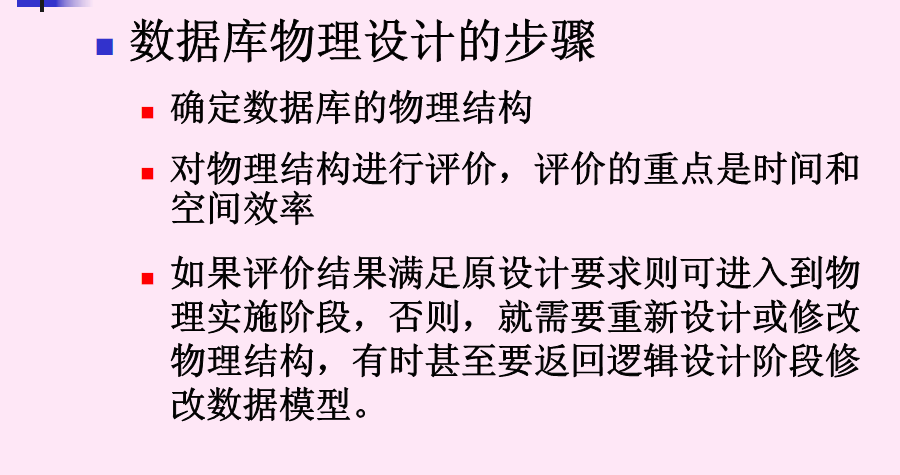 数据库物理设计的步骤
确定数据库的物理结构
对物理结构进行评价，评价的重点是时间和
空间效率
如果评价结果满足原设计要求则可进入到物
理实施阶段，否则，就需要重新设计或修改
物理结构，有时甚至要返回逻辑设计阶段修
改数据模型。